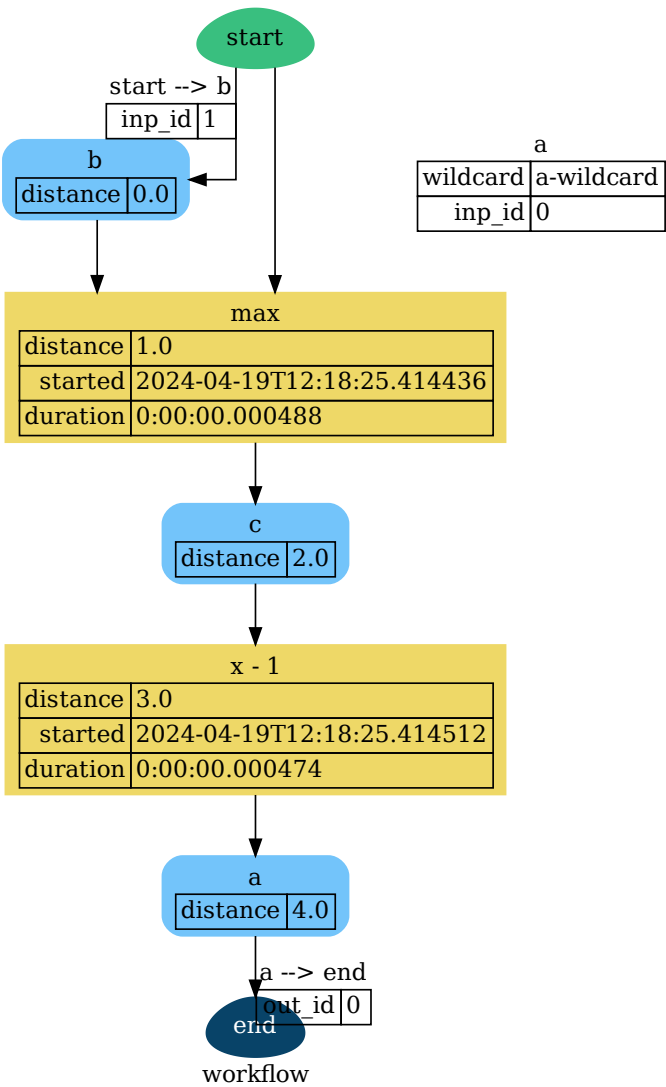 start
start --> b
inp_id 1
b
distance 0.0
a
wildcard a-wildcard
inp_id 0
max
distance 1.0
started 2024-04-19T12:18:25.414436
duration 0:00:00.000488
c
distance 2.0
x - 1
distance 3.0
started 2024-04-19T12:18:25.414512
duration 0:00:00.000474
a
distance 4.0
a --> end
out_id 0
end
workflow